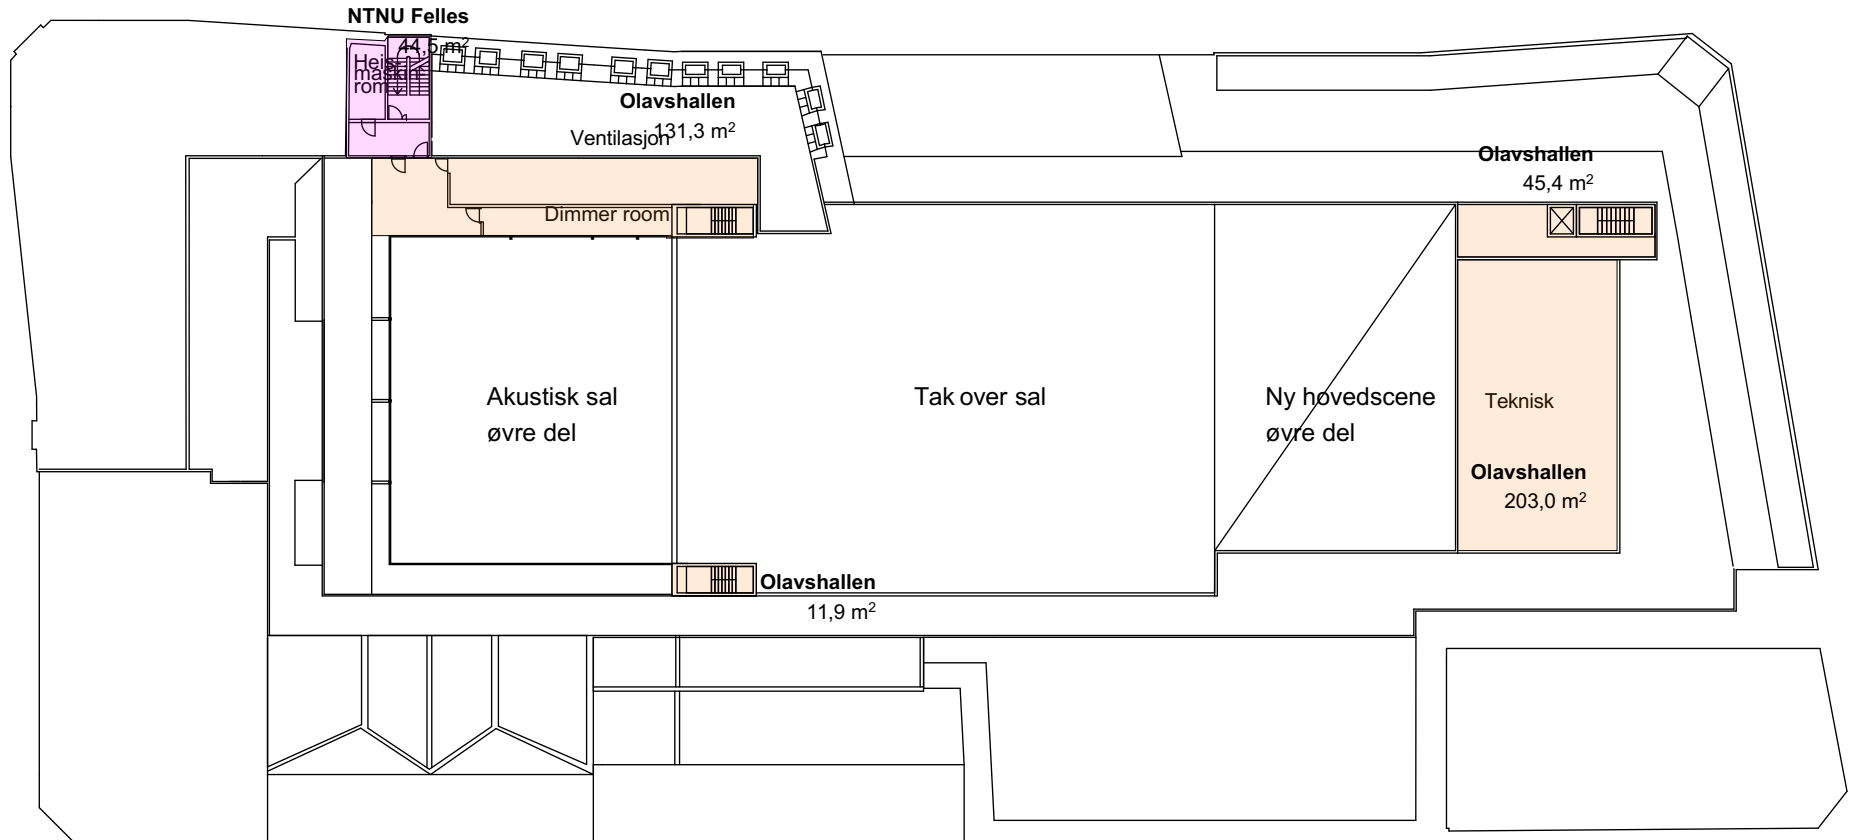 NTNU Felles
44,5 m²
Heis-
maskin
rom
Olavshallen
131,3 m²
Ventilasjon
Olavshallen
45,4 m²
Dimmer room
Akustisk sal
øvre del
Tak over sal
Ny hovedscene
øvre del
Teknisk
Olavshallen
203,0 m²
Olavshallen
11,9 m²